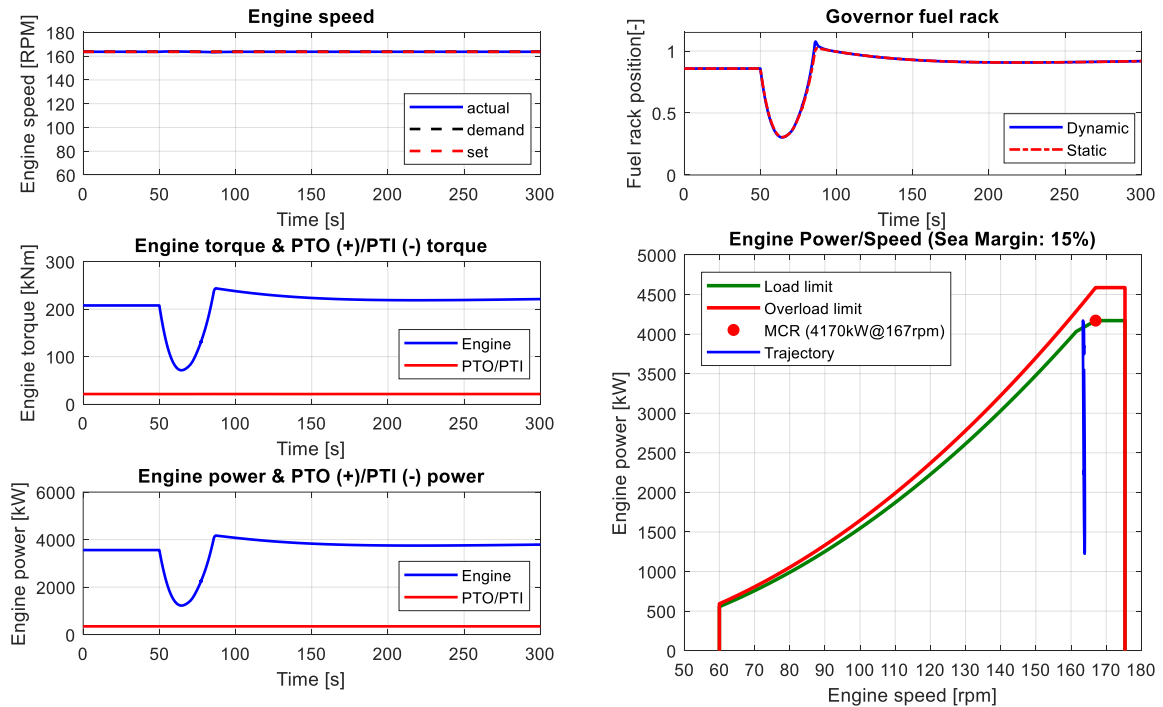 Engine speed
Engine speed [RPM]
180
160
140
120
100
80
60
actual
demand
set
0 50 100 150 200 250 300
Time [s]
Governor fuel rack
Fuel rack position[-]
1
0.5
0
Dynamic
Static
0 50 100 150 200 250 300
Time [s]
Engine torque & PTO (+)/PTI (-) torque
Engine torque [kNm]
300
200
100
0
Engine
PTO/PTI
0 50 100 150 200 250 300
Time [s]
Engine power & PTO (+)/PTI (-) power
Engine power [kW]
6000
4000
2000
0
Engine
PTO/PTI
0 50 100 150 200 250 300
Time [s]
Engine Power/Speed (Sea Margin: 15%)
Engine power [kW]
5000
4500
4000
3500
3000
2500
2000
1500
1000
500
0
Load limit
Overload limit
MCR (4170kW@167rpm)
Trajectory
50 60 70 80 90 100 110 120 130 140 150 160 170 180
Engine speed [rpm]